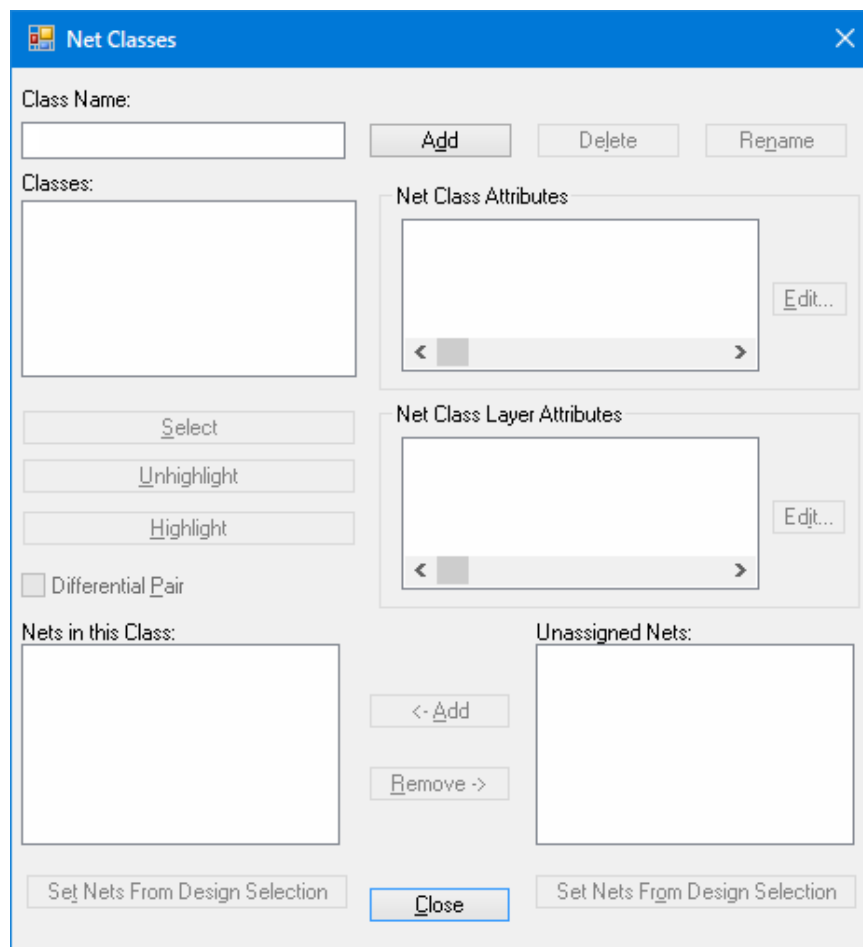 Net Classes
Class Name:
Add
Delete
Rename
Classes:
Net Class Attributes
Edit...
Select
Unhighlight
Highlight
Differential Pair
Net Class Layer Attributes
Edit...
Nets in this Class:
Unassigned Nets:
<- Add
Remove ->
Set Nets From Design Selection
Close
Set Nets From Design Selection